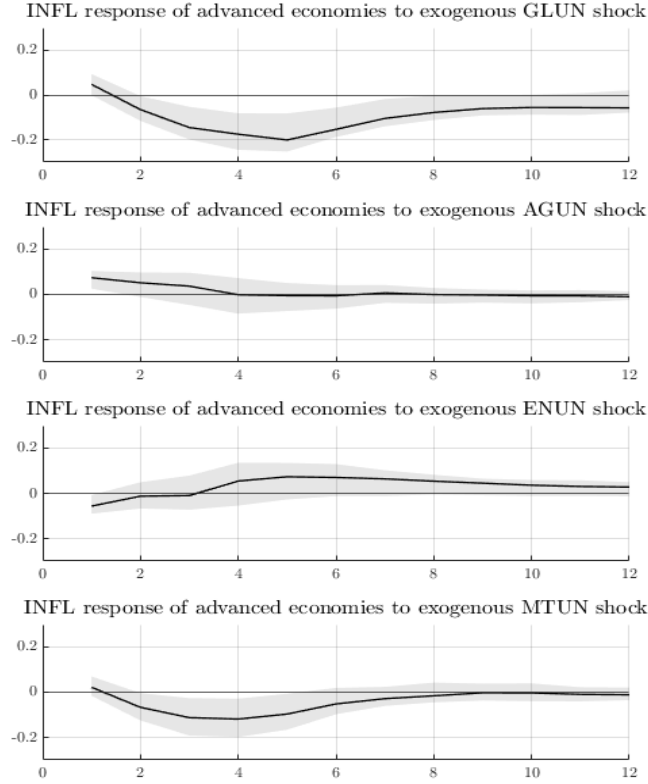 INFL response of advanced economies to exogenous GLUN shock
0.2
0
-0.2
0 2 4 6 8 10 12
INFL response of advanced economies to exogenous AGUN shock
0.2
0
-0.2
0 2 4 6 8 10 12
INFL response of advanced economies to exogenous ENUN shock
0.2
0
-0.2
0 2 4 6 8 10 12
INFL response of advanced economies to exogenous MTUN shock
0.2
0
-0.2
0 2 4 6 8 10 12